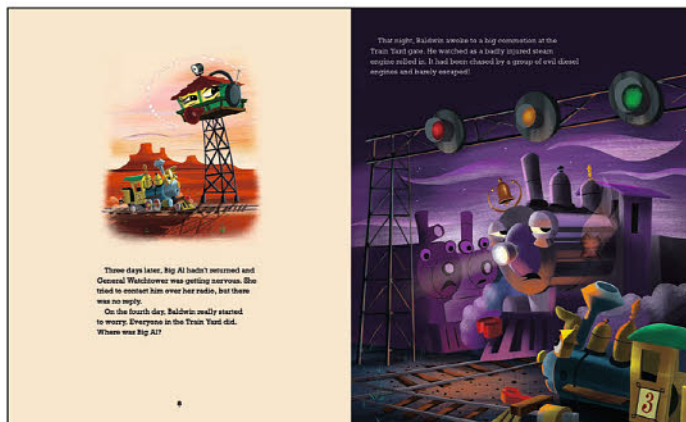 Three days later, Big Al hadn't returned and
General Watchtower was getting nervous. She
tried to contact him over her radio, but there
was no reply.
On the fourth day, Baldwin really started
to worry. Everyone in the Train Yard did.
Where was Big Al?
That night, Baldwin awoke to a big commotion at the
Train Yard gate. He watched as a badly injured steam
engine rolled in. It had been chased by a group of evil diesel
engines and barely escaped!
3